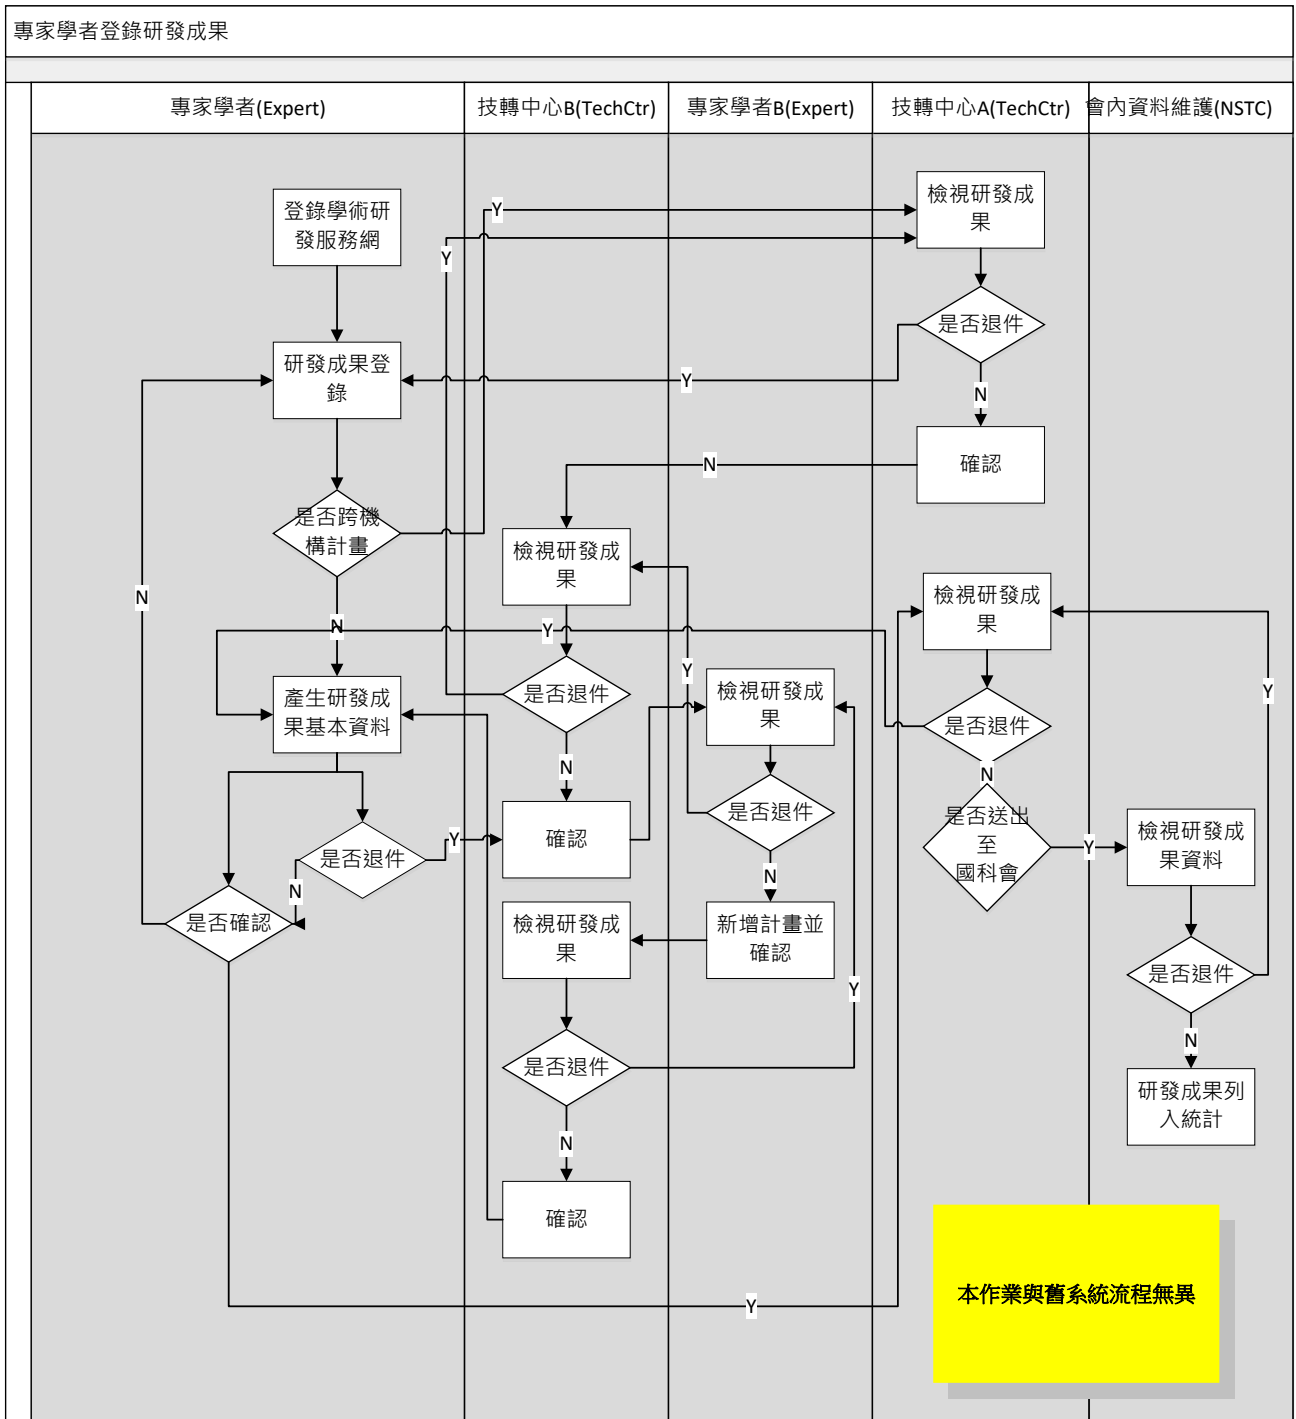 專家學者登錄研發成果
專家學者(Expert)
技轉中心B(TechCtr)
專家學者B(Expert)
技轉中心A(TechCtr)
會內資料維護(NSTC)
登錄學術研
發服務網
研發成果登
錄
是否跨機
構計畫
N
產生研發成
果基本資料
是否退件
Y
N
是否確認
N
Y
Y
Y
檢視研發成
果
是否退件
Y
N
確認
N
檢視研發成
果
是否退件
N
確認
檢視研發成
果
是否退件
Y
N
新增計畫並
確認
檢視研發成
果
是否退件
Y
N
確認
檢視研發成
果
是否退件
Y
N
是否送出
至
國科會
Y
檢視研發成
果資料
是否退件
Y
N
研發成果列
入統計
本作業與舊系統流程無異